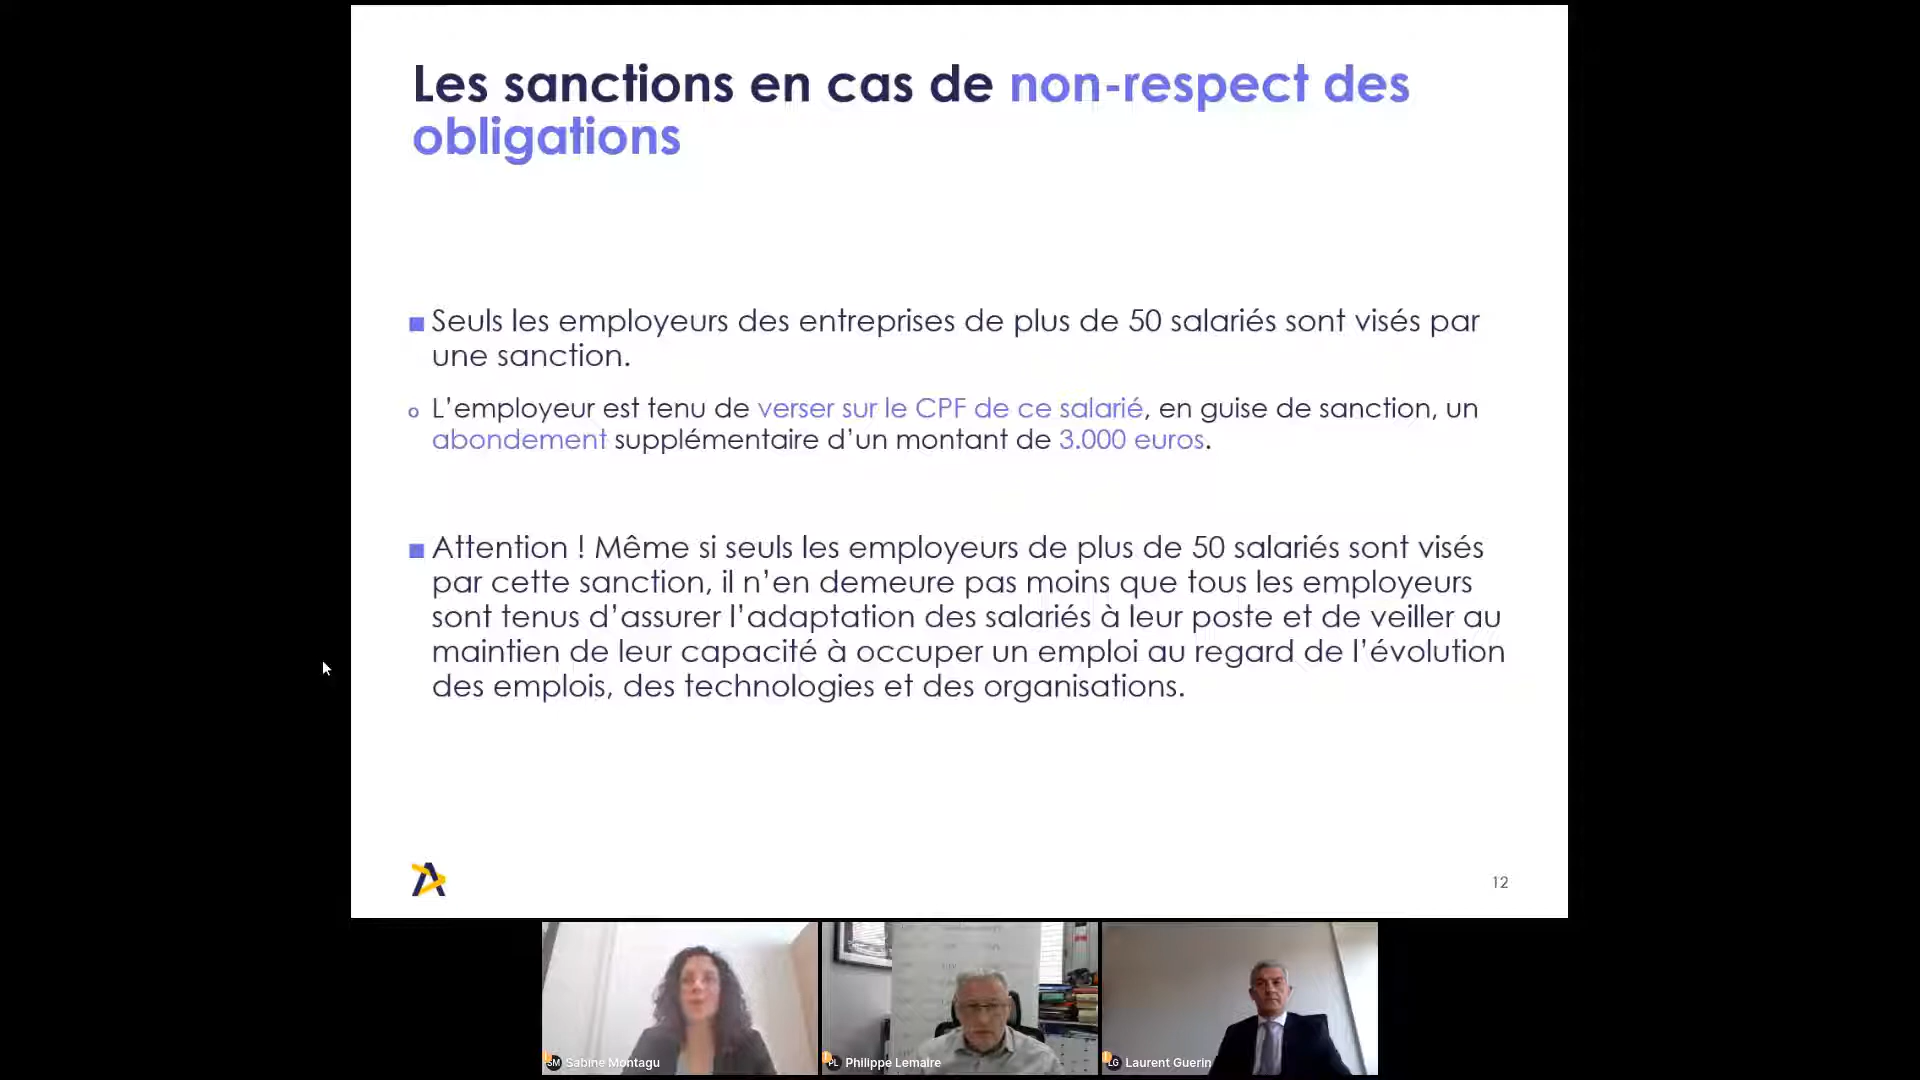 Les sanctions en cas de non-respect des
obligations
Seuls les employeurs des entreprises de plus de 50 salariés sont visés par
une sanction.
L’employeur est tenu de verser sur le CPF de ce salarié, en guise de sanction, un
abondement supplémentaire d’un montant de 3.000 euros.
Attention ! Même si seuls les employeurs de plus de 50 salariés sont visés
par cette sanction, il n’en demeure pas moins que tous les employeurs
sont tenus d’assurer l’adaptation des salariés à leur poste et de veiller au
maintien de leur capacité à occuper un emploi au regard de l’évolution
des emplois, des technologies et des organisations.
12
SM Sabine Montagu
PL Philippe Lemaire
LG Laurent Guerin